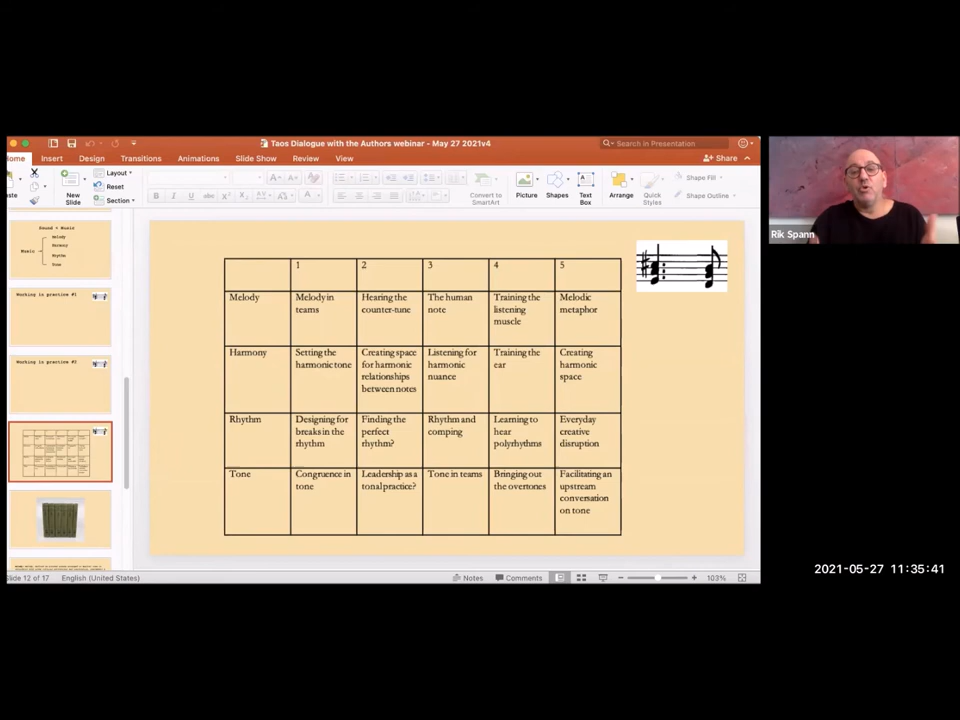 Taos Dialogue with the Authors webinar - May 27 2021v4
Search in Presentation
Home Insert Design Transitions Animations Slide Show Review View
Share
New Slide
Layout
Reset
Section
Convert to SmartArt
Picture
Shapes
Text Box
Arrange
Quick Styles
Shape Fill
Shape Outline
Sound + Music
Music
Melody
Harmony
Rhythm
Tone
Working in practice #1
Working in practice #2
1 2 3 4 5
Melody
Melody in
teams
Hearing the
counter-tune
The human
note
Training the
listening
muscle
Melodic
metaphor
Harmony
Setting the
harmonic tone
Creating space
for harmonic
relationships
between notes
Listening for
harmonic
nuance
Training the
ear
Creating
harmonic
space
Rhythm
Designing for
breaks in the
rhythm
Finding the
perfect
rhythm?
Rhythm and
comping
Learning to
hear
polyrhythms
Everyday
creative
disruption
Tone
Congruence in
tone
Leadership as a
tonal practice?
Tone in teams
Bringing out
the overtones
Facilitating an
upstream
conversation
on tone
Rik Spann
2021-05-27 11:35:41
Slide 12 of 17 English (United States) Notes Comments 103%